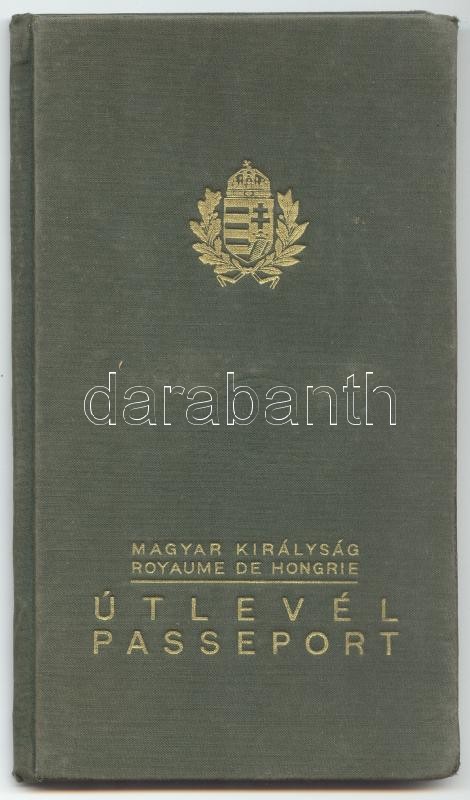 darabanth
MAGYAR KIRÁLYSÁG
ROYAUME DE HONGRIE
ÚTLEVÉL
PASSEPORT